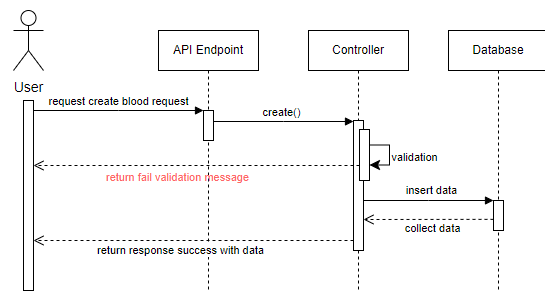 API Endpoint
Controller
Database
User
request create blood request
create()
validation
return fail validation message
insert data
collect data
return response success with data